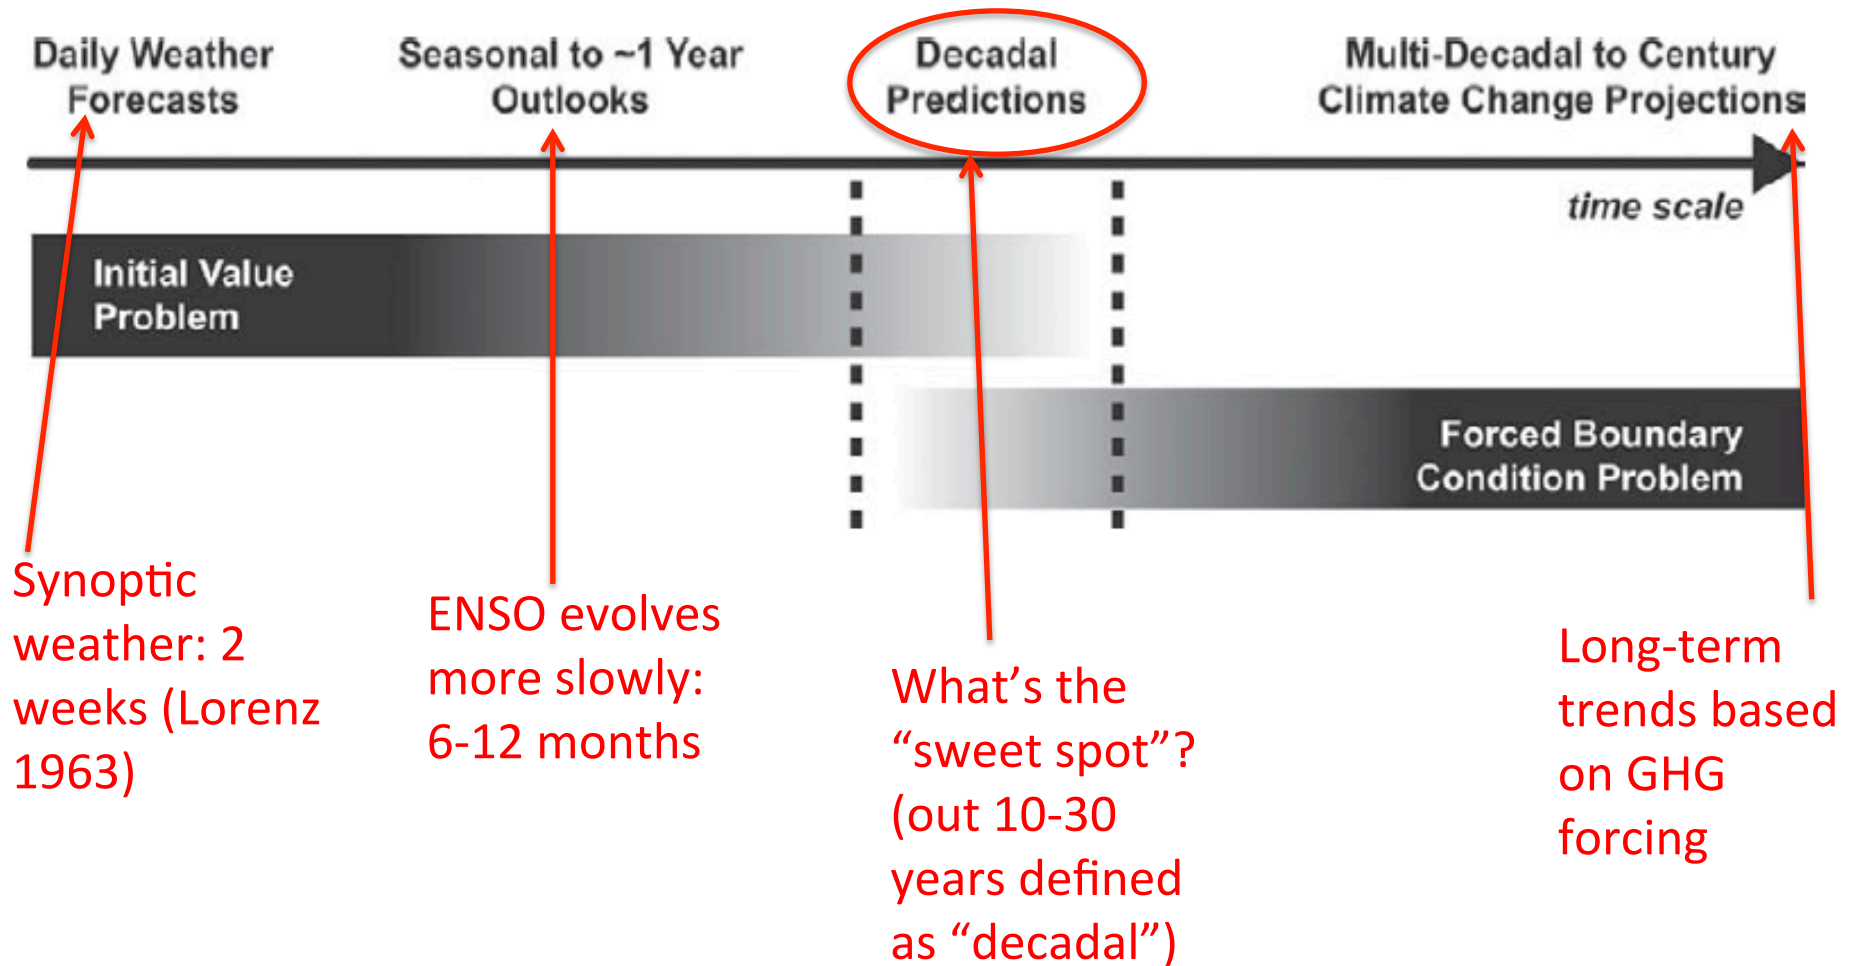 Daily Weather
Forecasts
Seasonal to ~1 Year
Outlooks
Decadal
Predictions
Multi-Decadal to Century
Climate Change Projections
time scale
Initial Value
Problem
Forced Boundary
Condition Problem
Synoptic
weather: 2
weeks (Lorenz
1963)
ENSO evolves
more slowly:
6-12 months
What’s the
“sweet spot”?
(out 10-30
years defined
as “decadal”)
Long-term
trends based
on GHG
forcing